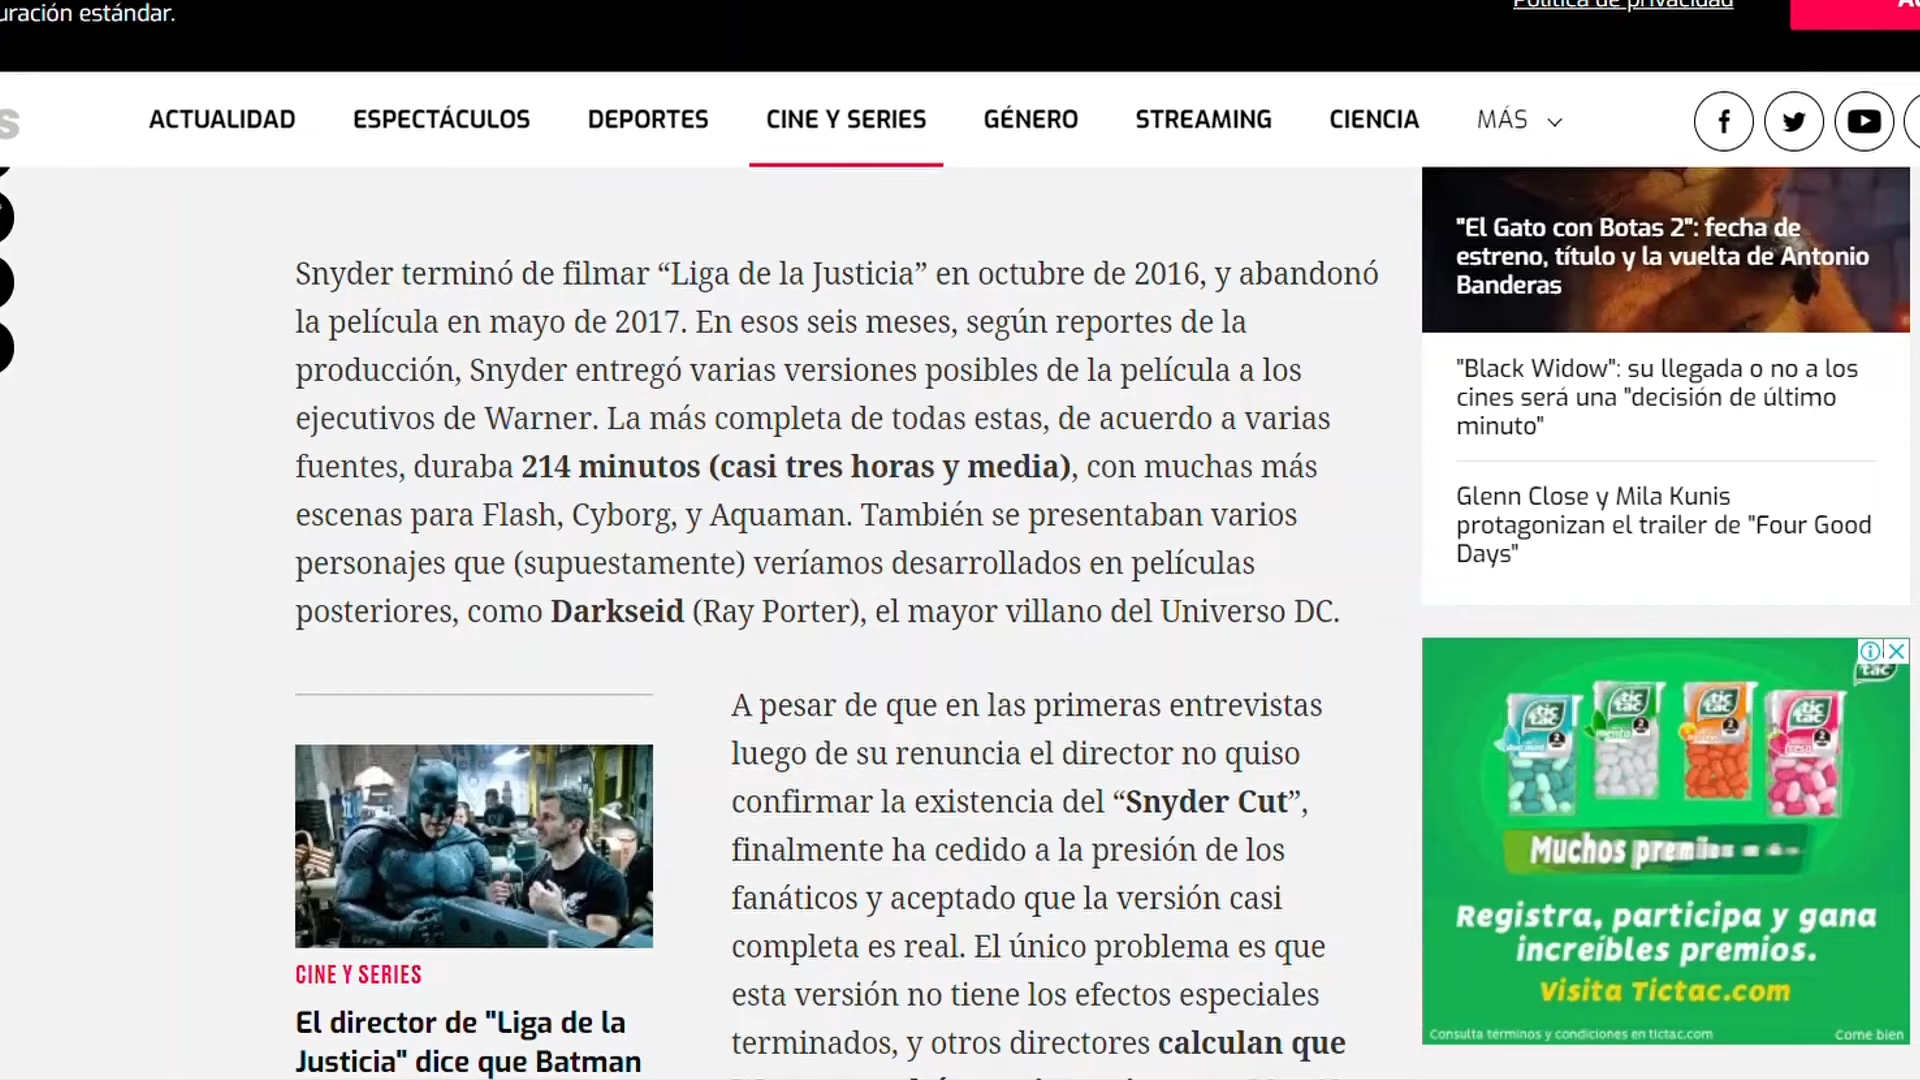 uración estándar.
Política de privacidad
ACTUALIDAD ESPECTÁCULOS DEPORTES CINE Y SERIES GÉNERO STREAMING CIENCIA MÁS
Snyder terminó de filmar “Liga de la Justicia” en octubre de 2016, y abandonó
la película en mayo de 2017. En esos seis meses, según reportes de la
producción, Snyder entregó varias versiones posibles de la película a los
ejecutivos de Warner. La más completa de todas estas, de acuerdo a varias
fuentes, duraba 214 minutos (casi tres horas y media), con muchas más
escenas para Flash, Cyborg, y Aquaman. También se presentaban varios
personajes que (supuestamente) veríamos desarrollados en películas
posteriores, como Darkseid (Ray Porter), el mayor villano del Universo DC.
CINE Y SERIES
El director de "Liga de la
Justicia" dice que Batman
A pesar de que en las primeras entrevistas
luego de su renuncia el director no quiso
confirmar la existencia del “Snyder Cut”,
finalmente ha cedido a la presión de los
fanáticos y aceptado que la versión casi
completa es real. El único problema es que
esta versión no tiene los efectos especiales
terminados, y otros directores calculan que
"El Gato con Botas 2": fecha de
estreno, título y la vuelta de Antonio
Banderas
"Black Widow": su llegada o no a los
cines será una "decisión de último
minuto"
Glenn Close y Mila Kunis
protagonizan el trailer de "Four Good
Days"
tac
tic tac
tic tac
tic tac
tic tac
Muchos premios
Registra, participa y gana
increíbles premios.
Visita Tictac.com
Consulta términos y condiciones en tictac.com
Come bien